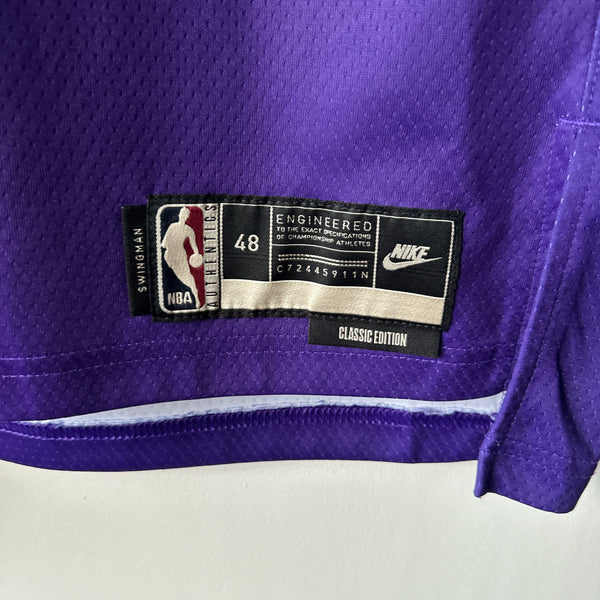 SWINGMAN
NBA
AUTHENTICS
48
ENGINEERED
TO THE EXACT SPECIFICATIONS
OF CHAMPIONSHIP ATHLETES
C72445911N
NIKE
CLASSIC EDITION